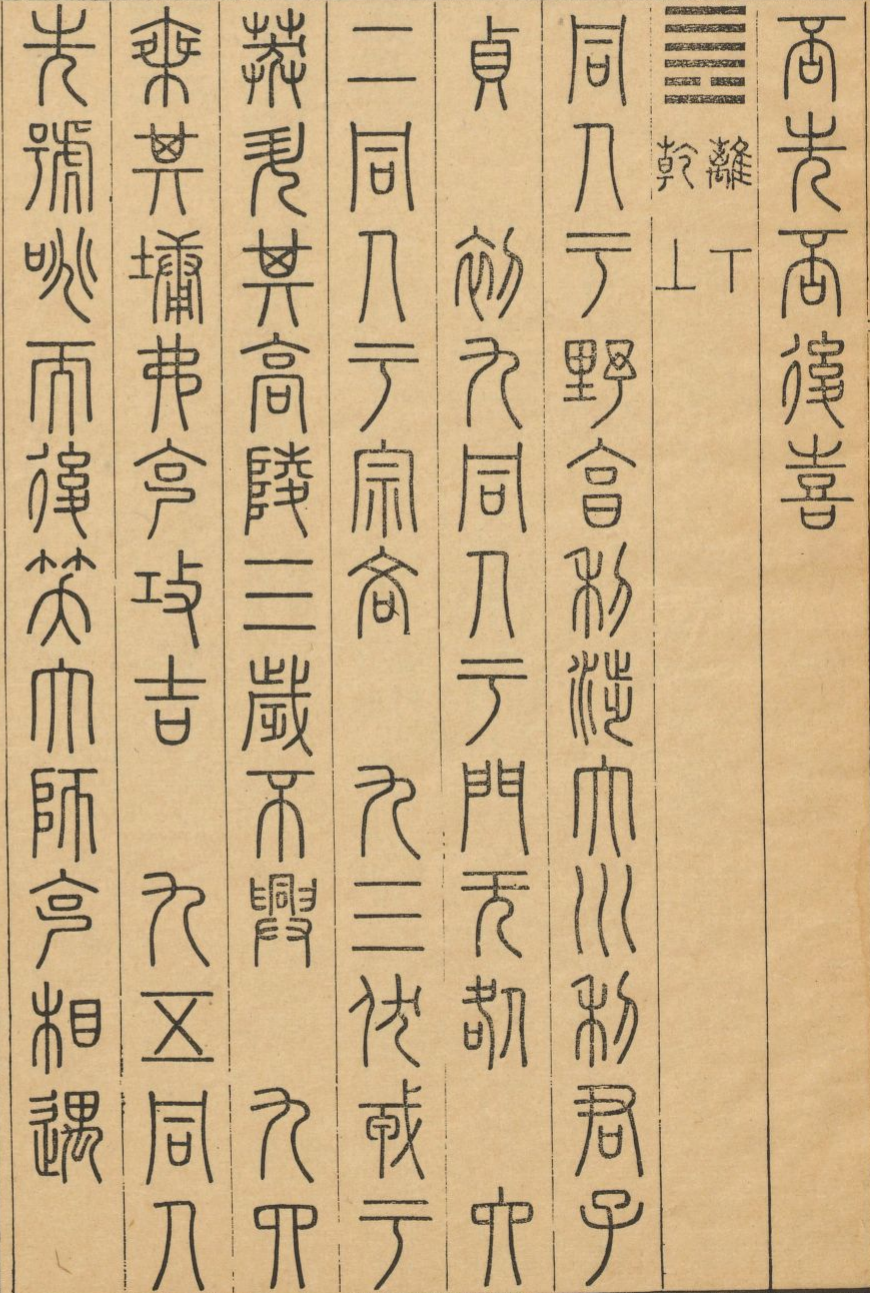 否先否後喜
䷌ 離下乾上
同人于野亨利涉大川利君子
貞 初九同人于門无咎 六
二同人于宗吝 九三伏戎于
莽升其高陵三歲不興 九四
乘其墉弗克攻吉 九五同人
先號咷而後笑大師克相遇